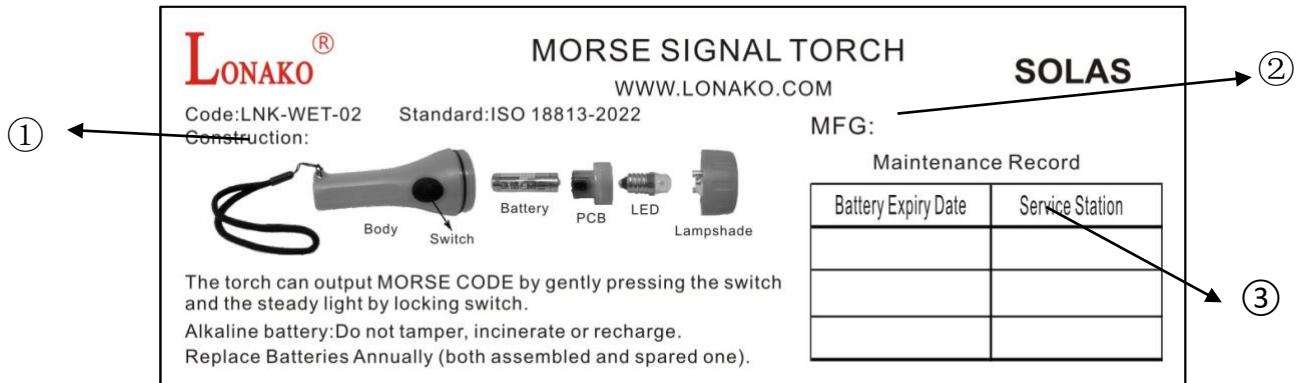 LONAKO®
MORSE SIGNAL TORCH
WWW.LONAKO.COM
SOLAS
②
①
Code:LNK-WET-02 Standard:ISO 18813-2022
Construction:
MFG:
Body
Switch
Battery
PCB
LED
Lampshade
Maintenance Record
Battery Expiry Date Service Station
③
The torch can output MORSE CODE by gently pressing the switch
and the steady light by locking switch.
Alkaline battery:Do not tamper, incinerate or recharge.
Replace Batteries Annually (both assembled and spared one).